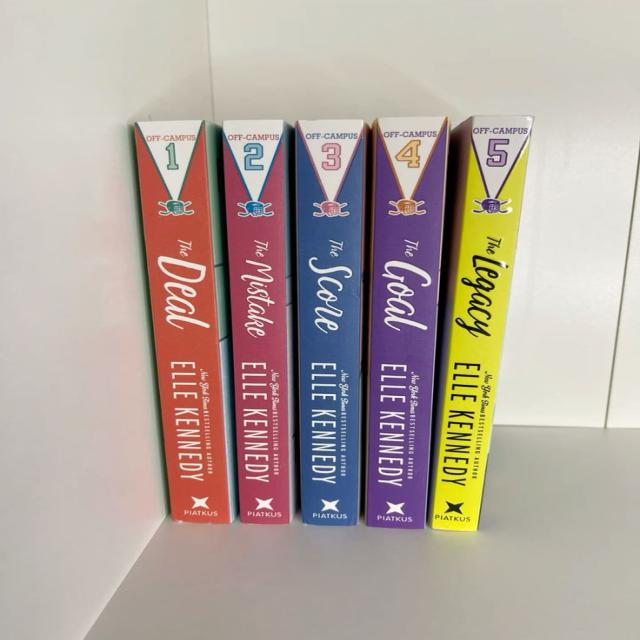 OFF-CAMPUS
1
The Deal
New York Times BESTSELLING AUTHOR
ELLE KENNEDY
PIATKUS
OFF-CAMPUS
2
The Mistake
New York Times BESTSELLING AUTHOR
ELLE KENNEDY
PIATKUS
OFF-CAMPUS
3
The Score
New York Times BESTSELLING AUTHOR
ELLE KENNEDY
PIATKUS
OFF-CAMPUS
4
The Goal
New York Times BESTSELLING AUTHOR
ELLE KENNEDY
PIATKUS
OFF-CAMPUS
5
The Legacy
New York Times BESTSELLING AUTHOR
ELLE KENNEDY
PIATKUS